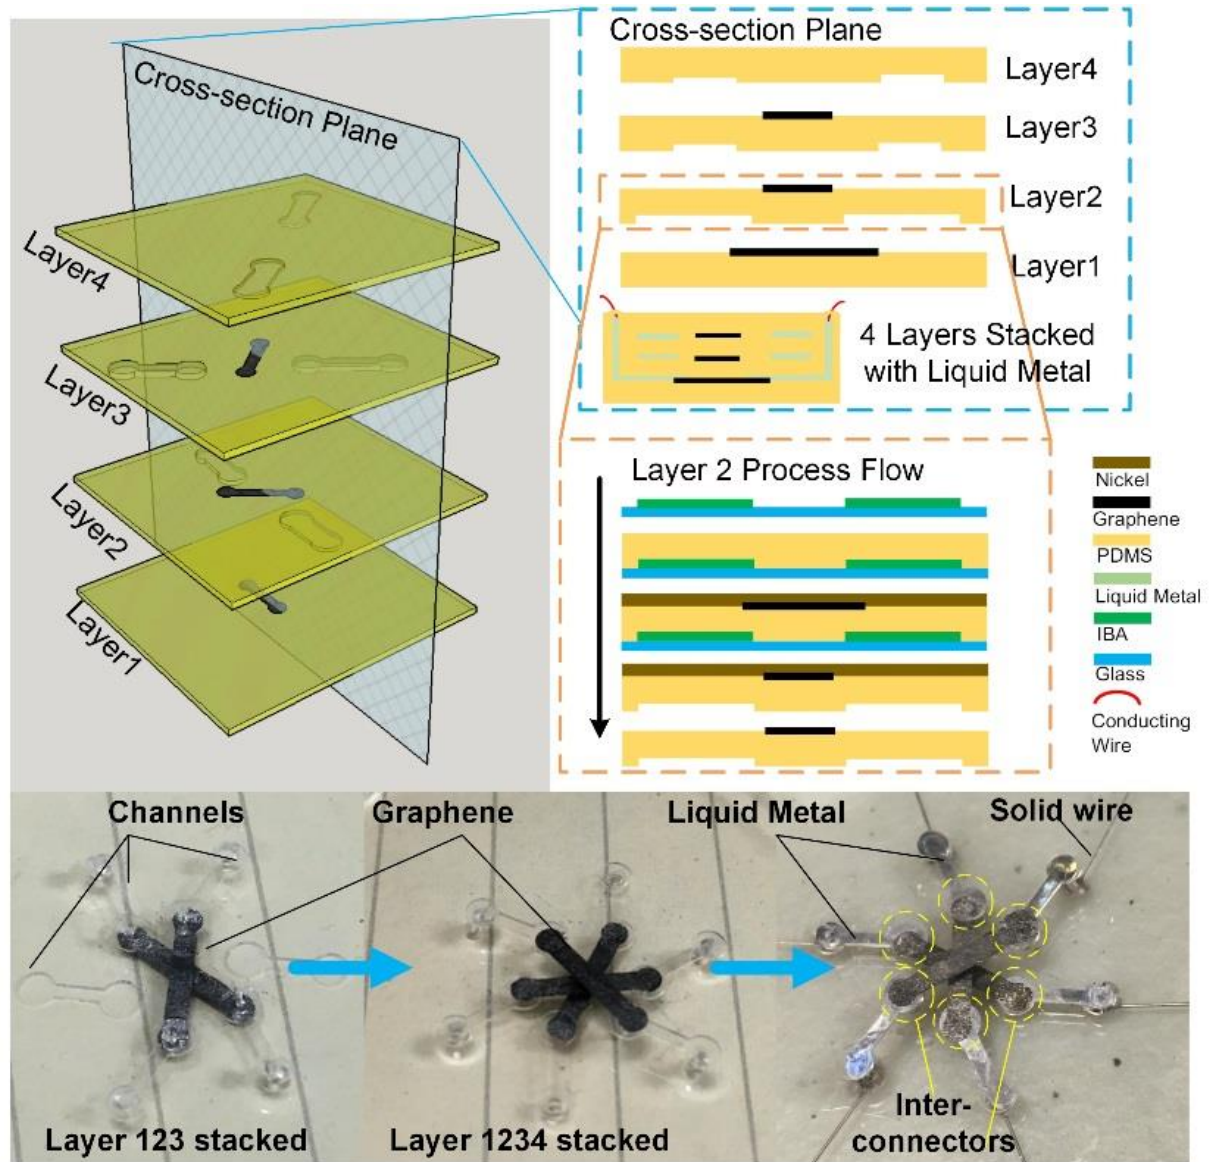 Cross-section Plane
Layer4
Layer3
Layer2
Layer1
Cross-section Plane
Layer4
Layer3
Layer2
Layer1
4 Layers Stacked
with Liquid Metal
Layer 2 Process Flow
Nickel
Graphene
PDMS
Liquid Metal
IBA
Glass
Conducting
Wire
Channels
Graphene
Liquid Metal
Solid wire
Inter-
connectors
Layer 123 stacked
Layer 1234 stacked